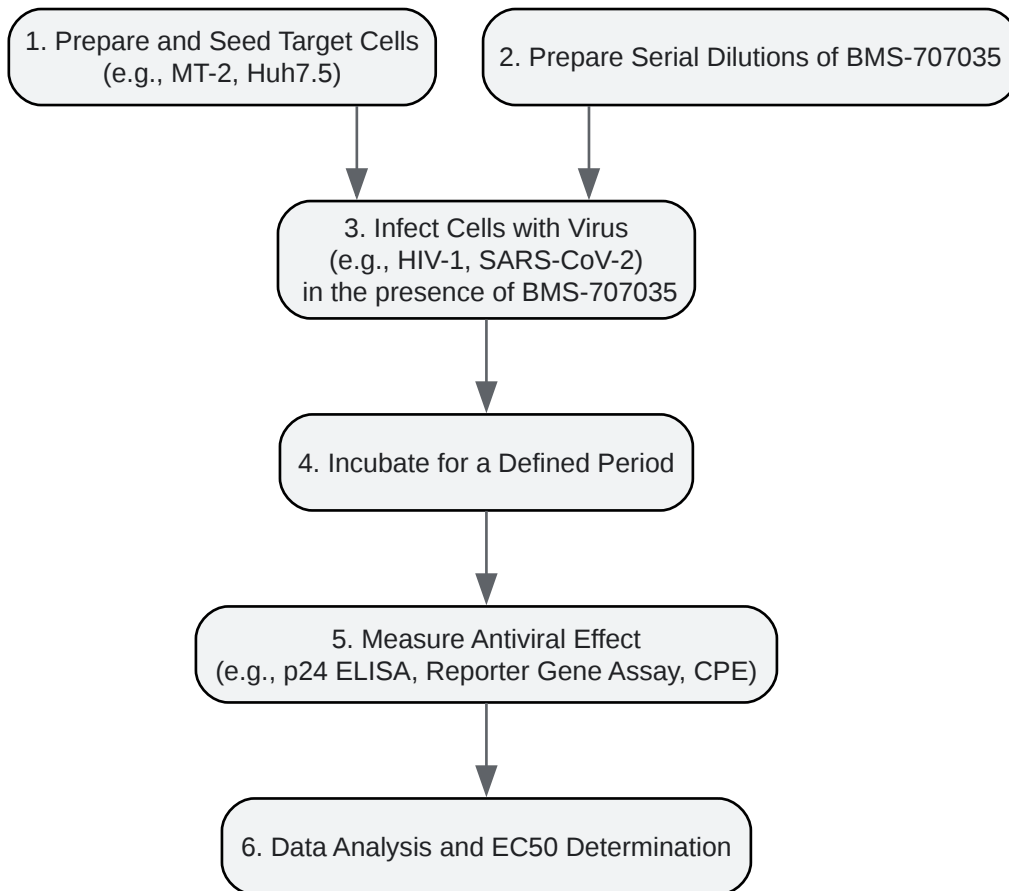 1. Prepare and Seed Target Cells
(e.g., MT-2, Huh7.5)
2. Prepare Serial Dilutions of BMS-707035
3. Infect Cells with Virus
(e.g., HIV-1, SARS-CoV-2)
in the presence of BMS-707035
4. Incubate for a Defined Period
5. Measure Antiviral Effect
(e.g., p24 ELISA, Reporter Gene Assay, CPE)
6. Data Analysis and EC50 Determination